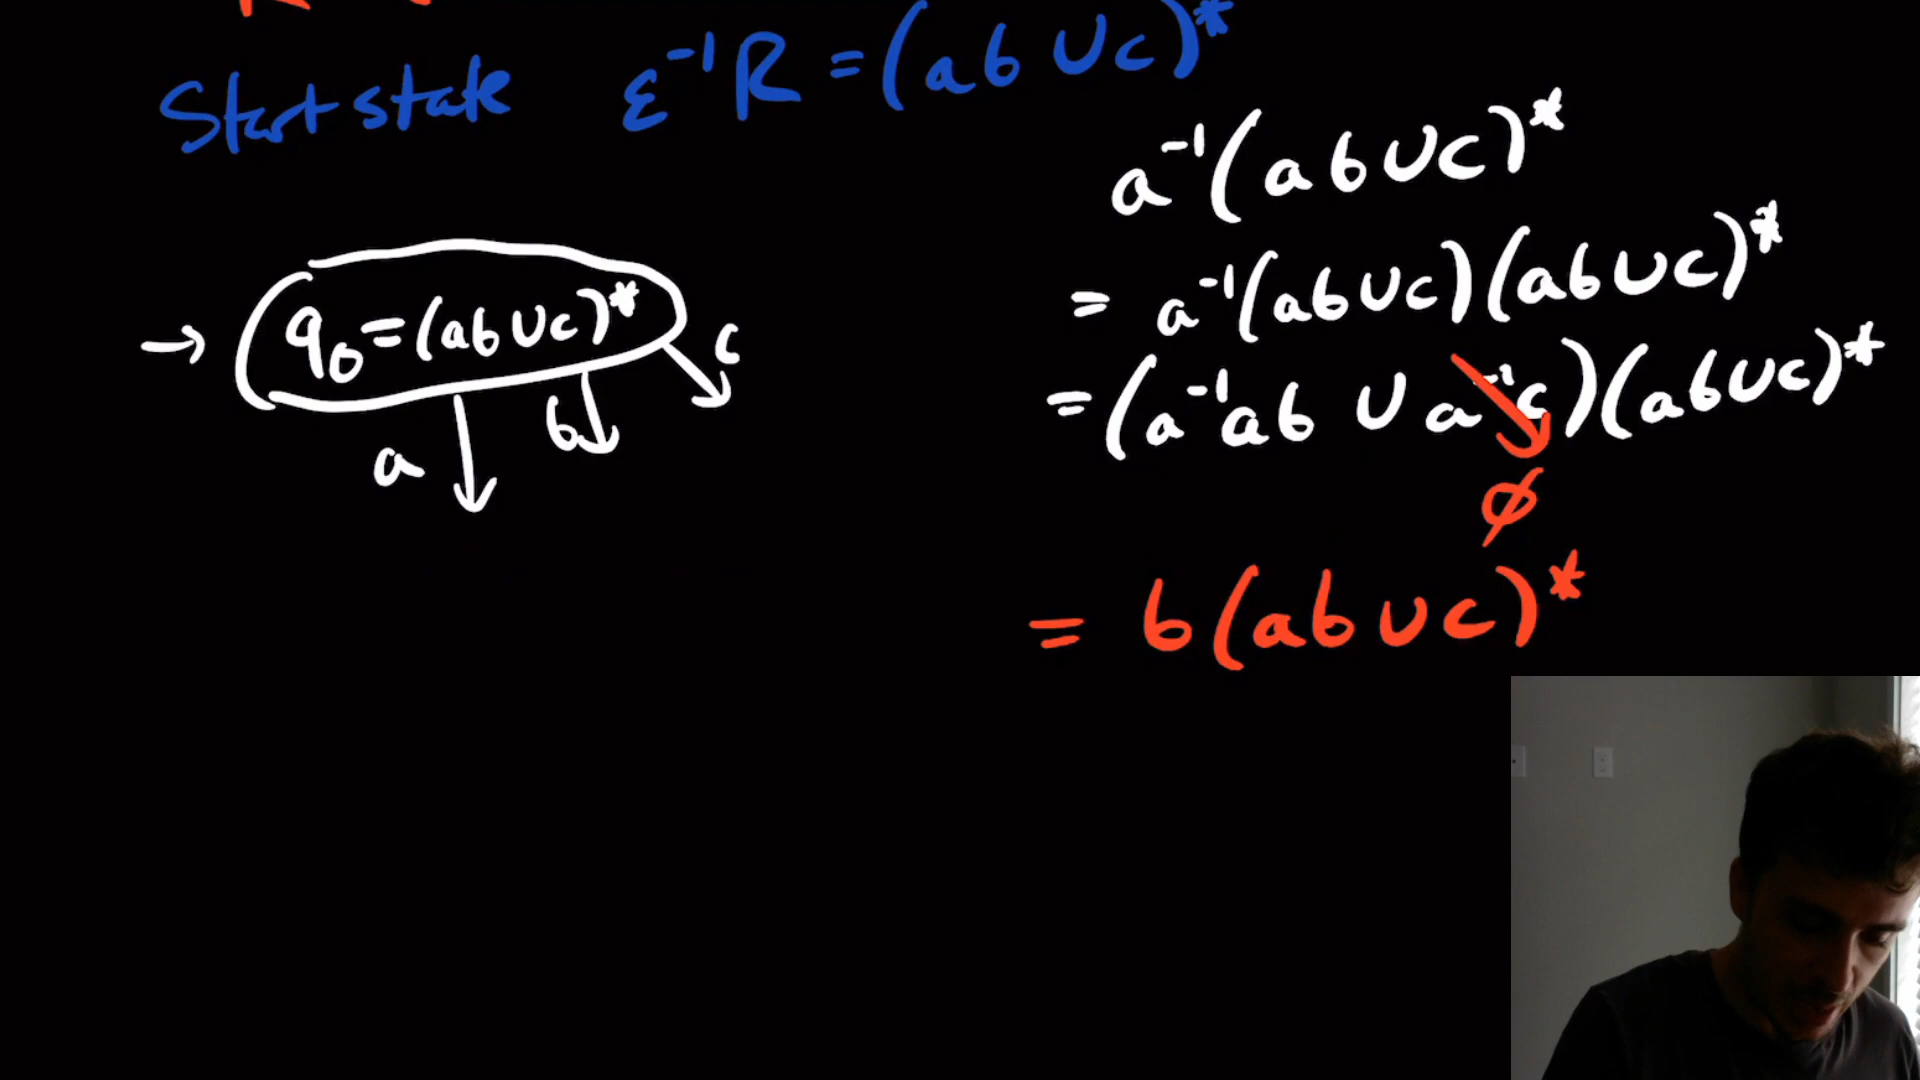 Start state ε⁻¹R = (ab ∪ c)*
a⁻¹(ab ∪ c)*
= a⁻¹(ab ∪ c)(ab ∪ c)*
→ q₀ = (ab ∪ c)*
= (a⁻¹ab ∪ a⁻¹c)(ab ∪ c)*
a b c
∅
= b(ab ∪ c)*